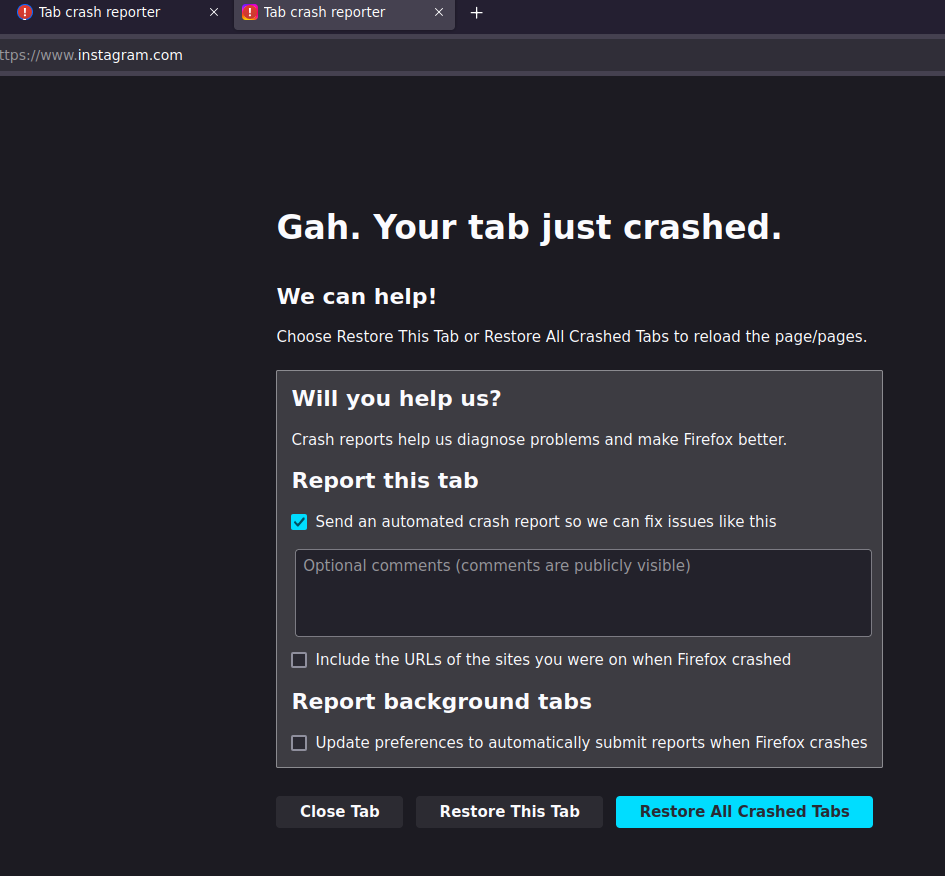 Tab crash reporter
Tab crash reporter
ttps://www.instagram.com
Gah. Your tab just crashed.
We can help!
Choose Restore This Tab or Restore All Crashed Tabs to reload the page/pages.
Will you help us?
Crash reports help us diagnose problems and make Firefox better.
Report this tab
Send an automated crash report so we can fix issues like this
Optional comments (comments are publicly visible)
Include the URLs of the sites you were on when Firefox crashed
Report background tabs
Update preferences to automatically submit reports when Firefox crashes
Close Tab
Restore This Tab
Restore All Crashed Tabs